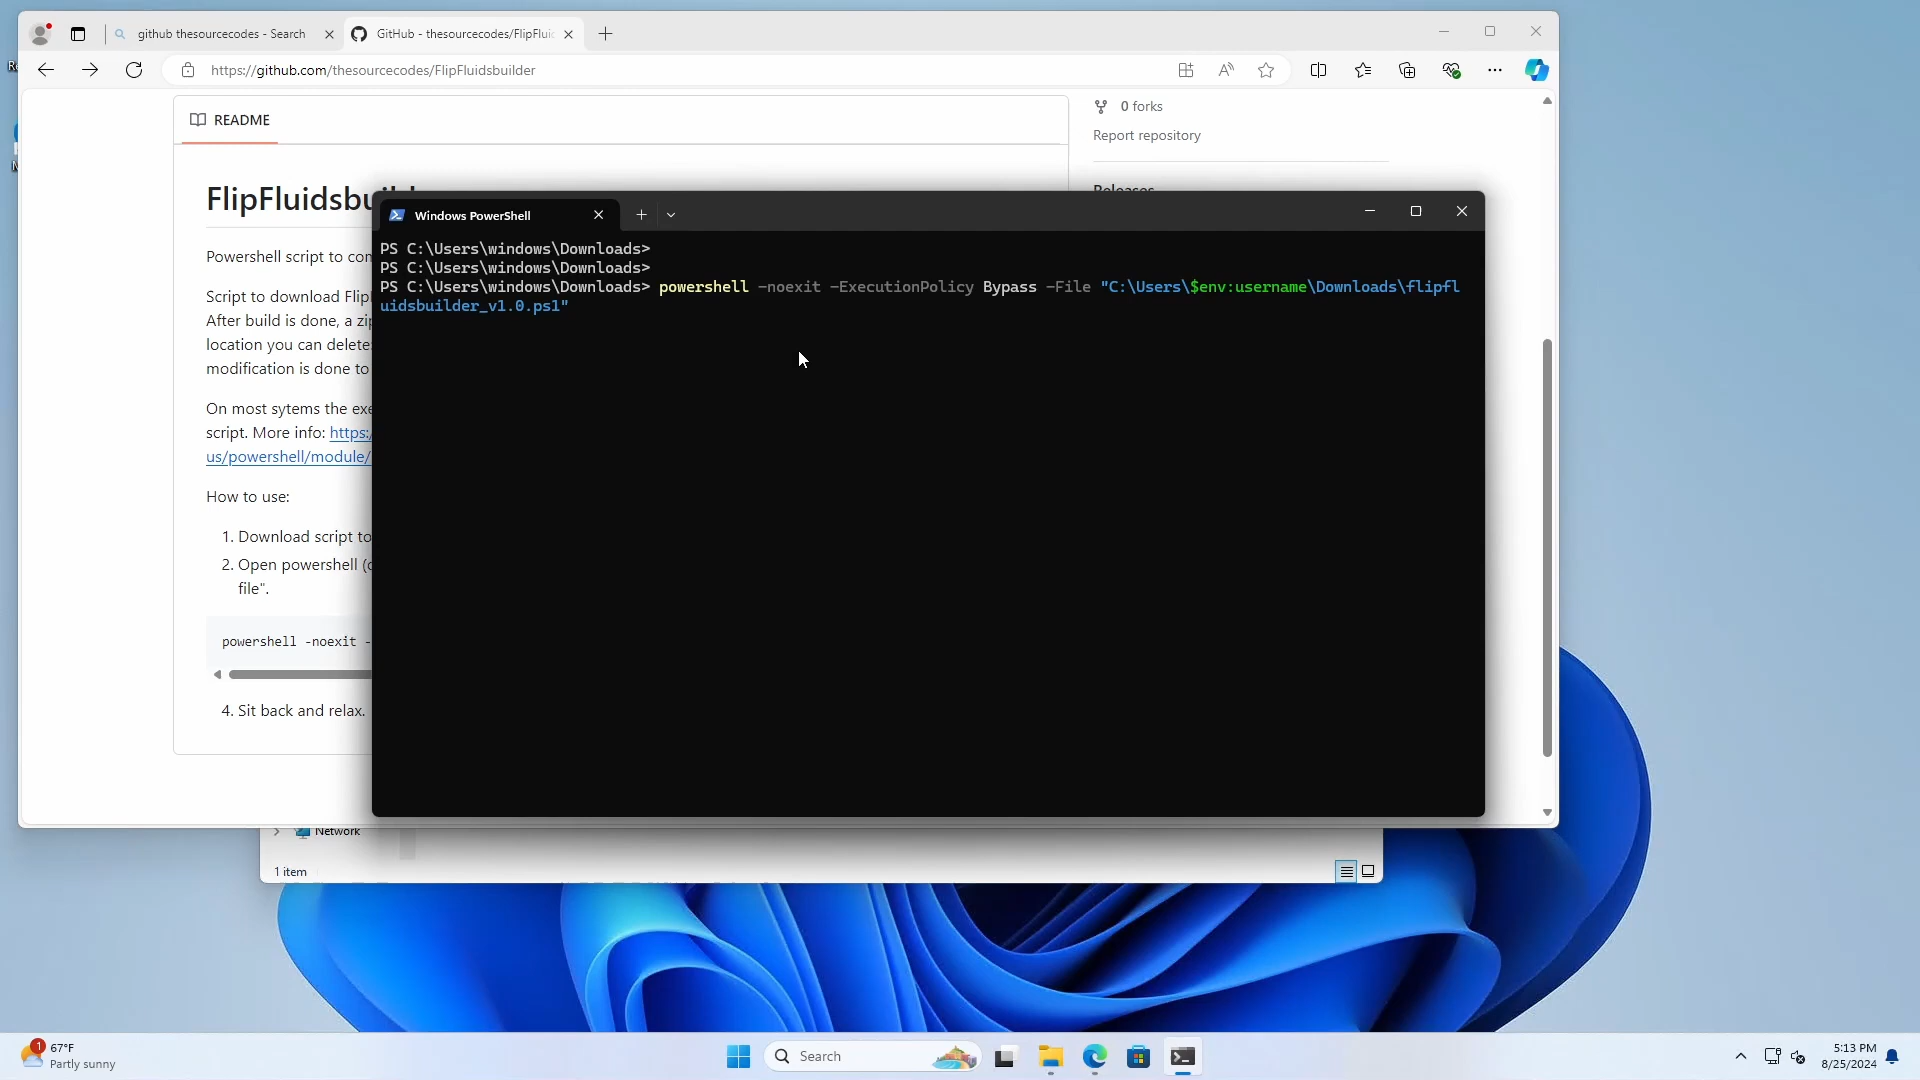 github thesourcecodes - Search
GitHub - thesourcecodes/FlipFlui
https://github.com/thesourcecodes/FlipFluidsbuilder
README
0 forks
Report repository
Releases
FlipFluidsbuild
Powershell script to con
Script to download Flip
After build is done, a zip
location you can delete
modification is done to
On most sytems the exe
script. More info: https:/
us/powershell/module/
How to use:
1. Download script to
2. Open powershell (o
file".
powershell -noexit -
4. Sit back and relax.
Windows PowerShell
PS C:\Users\windows\Downloads>
PS C:\Users\windows\Downloads>
PS C:\Users\windows\Downloads> powershell -noexit -ExecutionPolicy Bypass -File "C:\Users\$env:username\Downloads\flipfl
uidsbuilder_v1.0.ps1"
Network
1 item
1
67°F
Partly sunny
Search
5:13 PM
8/25/2024